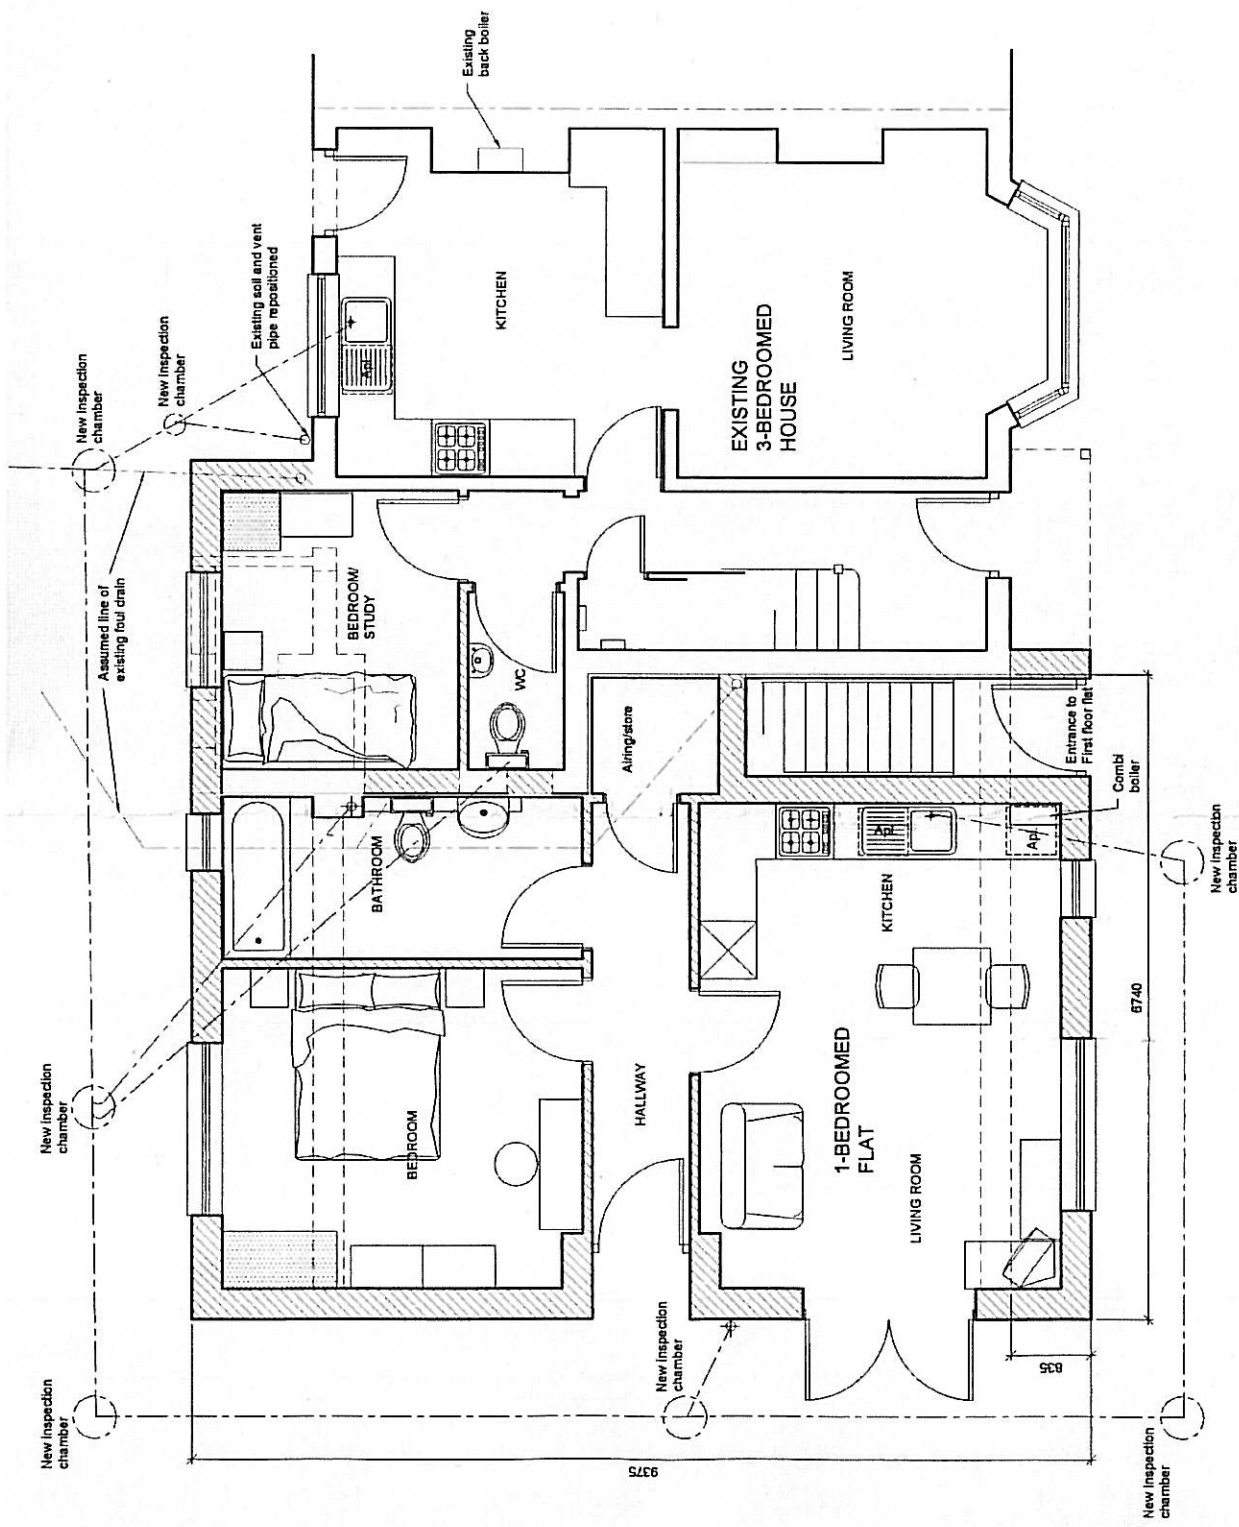 Existing
back boiler
New Inspection
chamber
New Inspection
chamber
Existing soil and vent
pipe repositioned
KITCHEN
Apl
EXISTING
3-BEDROOMED
HOUSE
LIVING ROOM
Assumed line of
existing foul drain
BEDROOM/
STUDY
WC
Airing/store
Entrance to
First floor flat
Combi
boiler
New Inspection
chamber
BATHROOM
Apl
Apl
KITCHEN
New inspection
chamber
BEDROOM
HALLWAY
1-BEDROOMED
FLAT
LIVING ROOM
6740
New Inspection
chamber
New Inspection
chamber
835
9375
New Inspection
chamber